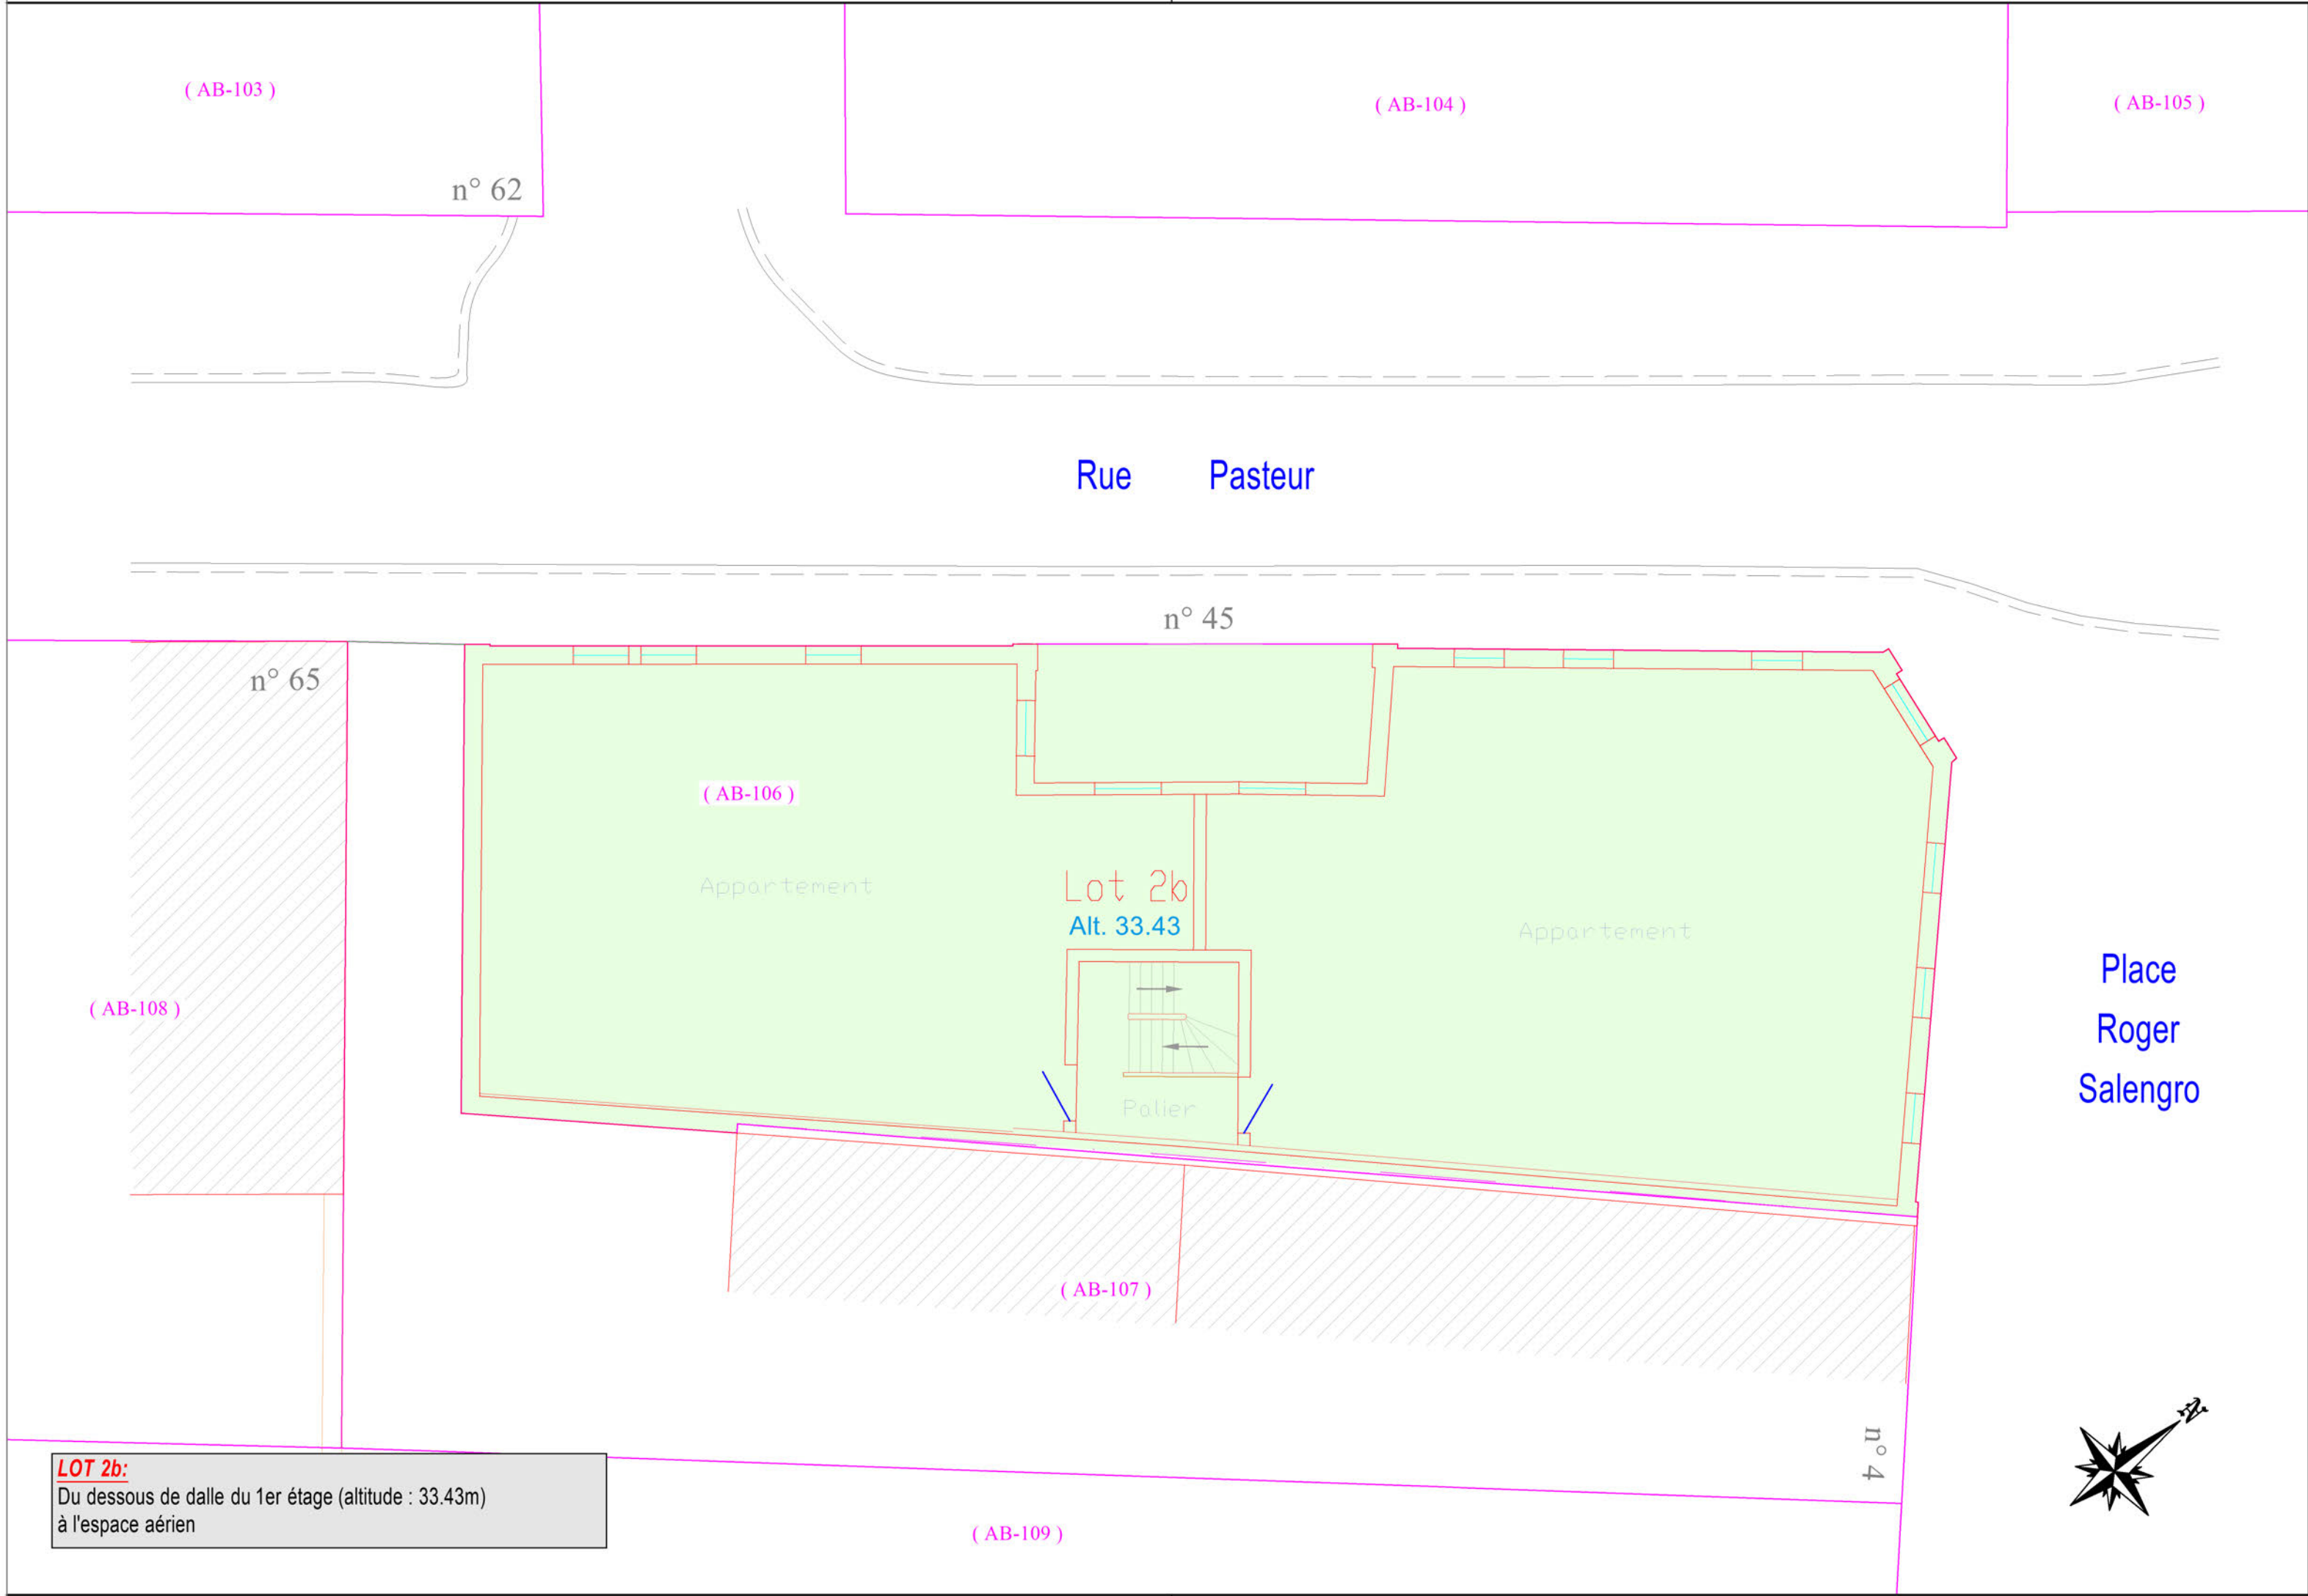 ( AB-103 )
( AB-104 )
( AB-105 )
n° 62
Rue Pasteur
n° 45
n° 65
( AB-106 )
Appartement
Lot 2b
Alt. 33.43
Appartement
Place
Roger
Salengro
( AB-108 )
Palier
( AB-107 )
N
n° 4
LOT 2b:
Du dessous de dalle du 1er étage (altitude : 33.43m)
à l'espace aérien
( AB-109 )